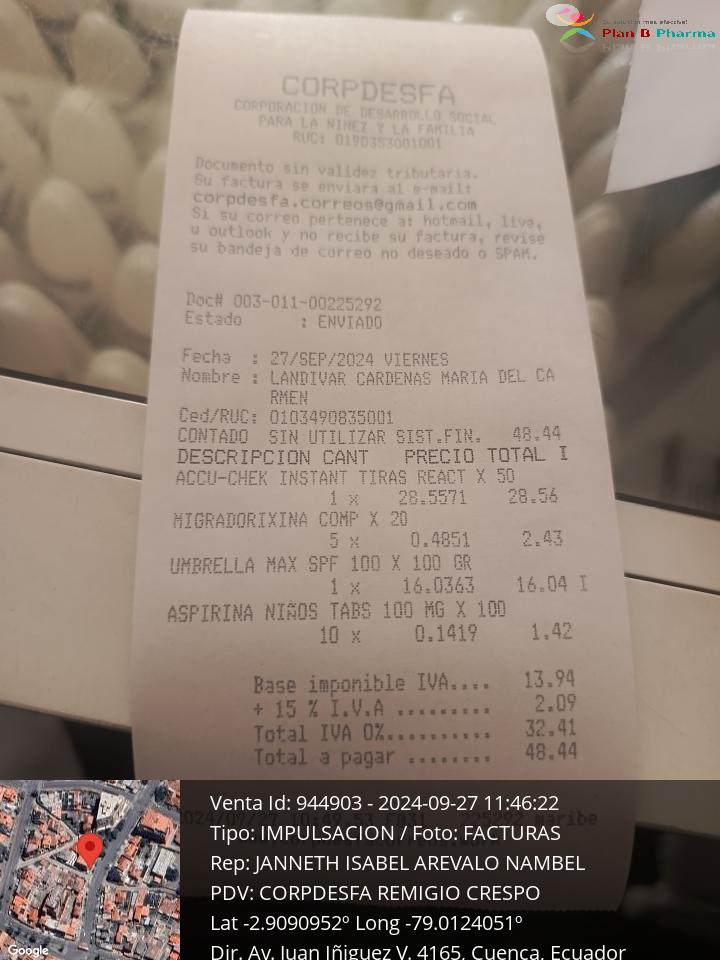 Su solucion mas efectiva!
Plan B Pharma
CORPDESFA
CORPORACION DE DESARROLLO SOCIAL
PARA LA NINEZ Y LA FAMILIA
RUC: 0190353001001
Documento sin validez tributaria.
Su factura se enviara al e-mail:
corpdesfa.correos@gmail.com
Si su correo pertenece a: hotmail, live,
u outlook y no recibe su factura, revise
su bandeja de correo no deseado o SPAM.
Doc# 003-011-00225292
Estado : ENVIADO
Fecha : 27/SEP/2024 VIERNES
Nombre : LANDIVAR CARDENAS MARIA DEL CA
RMEN
Ced/RUC: 0103490835001
CONTADO SIN UTILIZAR SIST.FIN. 48.44
DESCRIPCION CANT PRECIO TOTAL I
ACCU-CHEK INSTANT TIRAS REACT X 50
1 x 28.5571 28.56
MIGRADORIXINA COMP X 20
5 x 0.4851 2.43
UMBRELLA MAX SPF 100 X 100 GR
1 x 16.0363 16.04 I
ASPIRINA NIÑOS TABS 100 MG X 100
10 x 0.1419 1.42
Base imponible IVA.... 13.94
+ 15 % I.V.A ......... 2.09
Total IVA 0%.......... 32.41
Total a pagar ........ 48.44
225292 maribe
Venta Id: 944903 - 2024-09-27 11:46:22
Tipo: IMPULSACION / Foto: FACTURAS
Rep: JANNETH ISABEL AREVALO NAMBEL
PDV: CORPDESFA REMIGIO CRESPO
Lat -2.9090952º Long -79.0124051º
Dir. Av. Juan Iñiguez V. 4165, Cuenca, Ecuador
Google